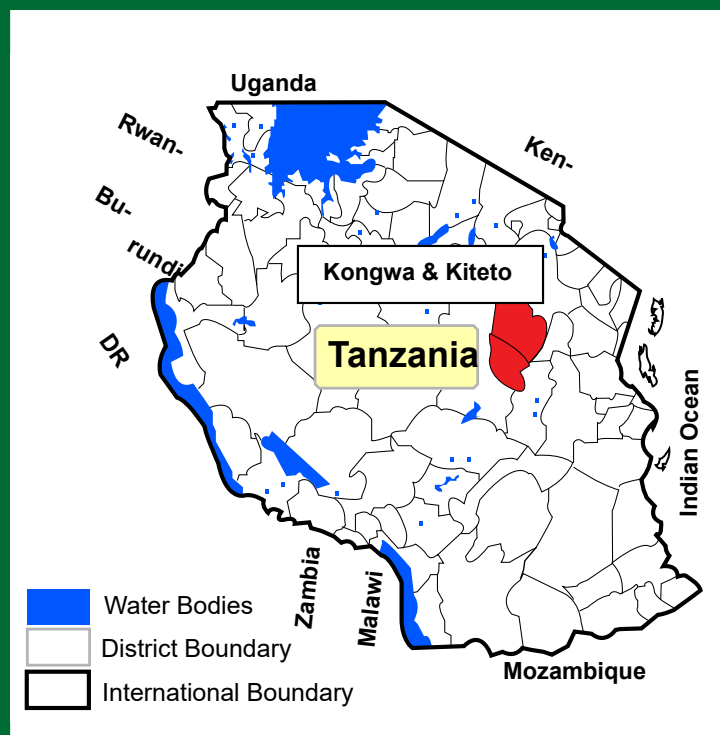 Uganda
Rwan-
Ken-
Bu-
rundi
Kongwa & Kiteto
Tanzania
DR
Indian Ocean
Zambia
Malawi
Mozambique
Water Bodies
District Boundary
International Boundary